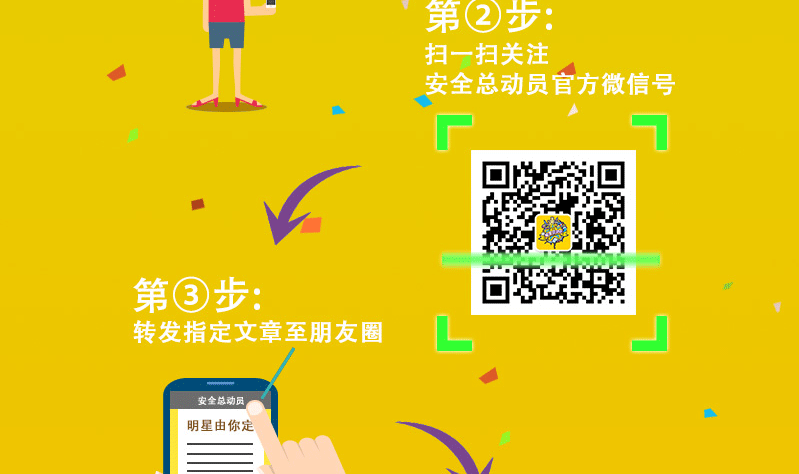 第②步:
扫一扫关注
安全总动员官方微信号
第③步:
转发指定文章至朋友圈
安全总动员
明星由你定